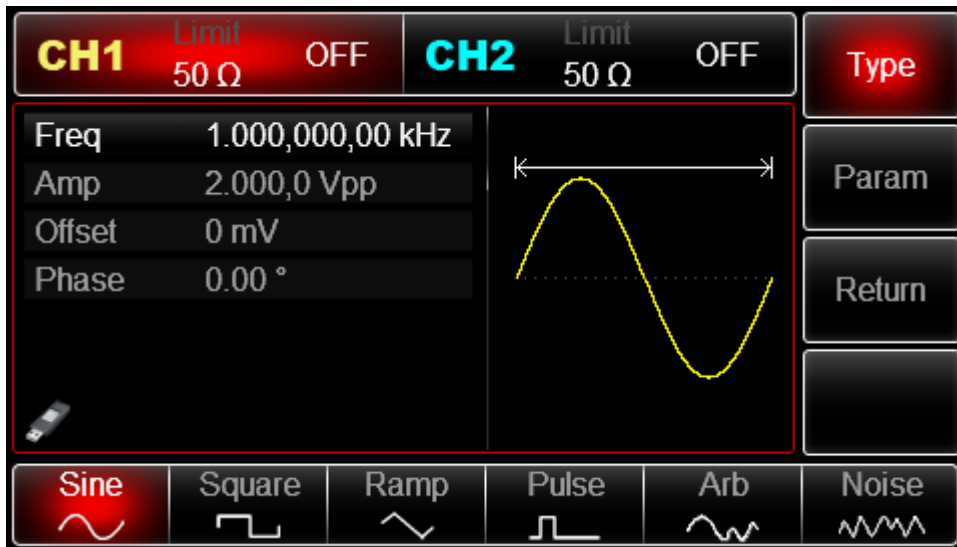 CH1 Limit 50 Ω OFF
CH2 Limit 50 Ω OFF
Type
Freq 1.000,000,00 kHz
Amp 2.000,0 Vpp
Offset 0 mV
Phase 0.00 °
Param
Return
Sine Square Ramp Pulse Arb Noise